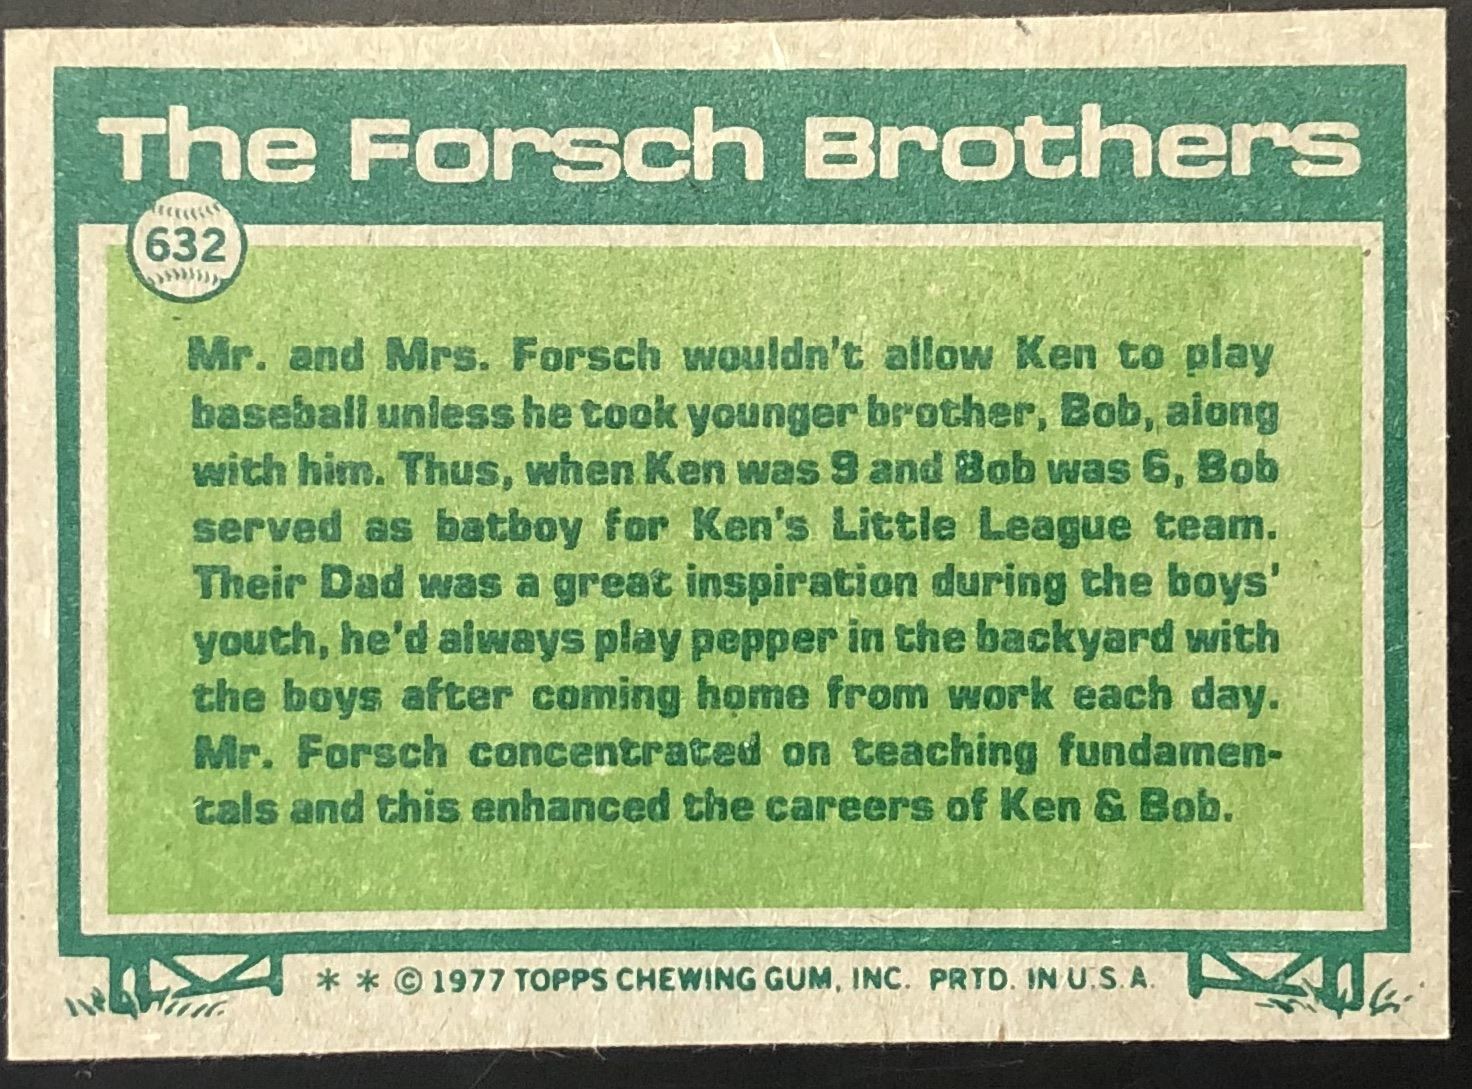 The Forsch Brothers
632
Mr. and Mrs. Forsch wouldn't allow Ken to play
baseball unless he took younger brother, Bob, along
with him. Thus, when Ken was 9 and Bob was 6, Bob
served as batboy for Ken's Little League team.
Their Dad was a great inspiration during the boys'
youth, he'd always play pepper in the backyard with
the boys after coming home from work each day.
Mr. Forsch concentrated on teaching fundamen-
tals and this enhanced the careers of Ken & Bob.
* * © 1977 TOPPS CHEWING GUM, INC. PRTD. IN U.S.A.